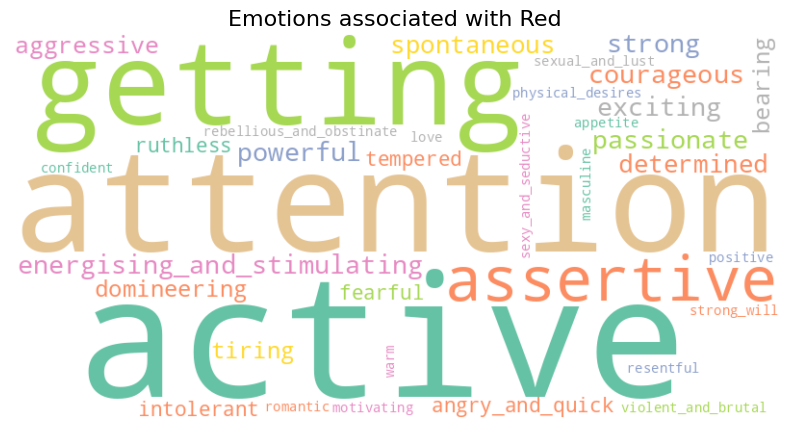 Emotions associated with Red
aggressive
spontaneous
strong
bearing
getting
sexual_and_lust
courageous
physical_desires
exciting
rebellious_and_obstinate
love
appetite
ruthless
powerful
tempered
passionate
confident
determined
attention
sexy_and_seductive
masculine
energising_and_stimulating
assertive
positive
domineering
fearful
strong_will
active
tiring
warm
resentful
intolerant
romantic
motivating
angry_and_quick
violent_and_brutal